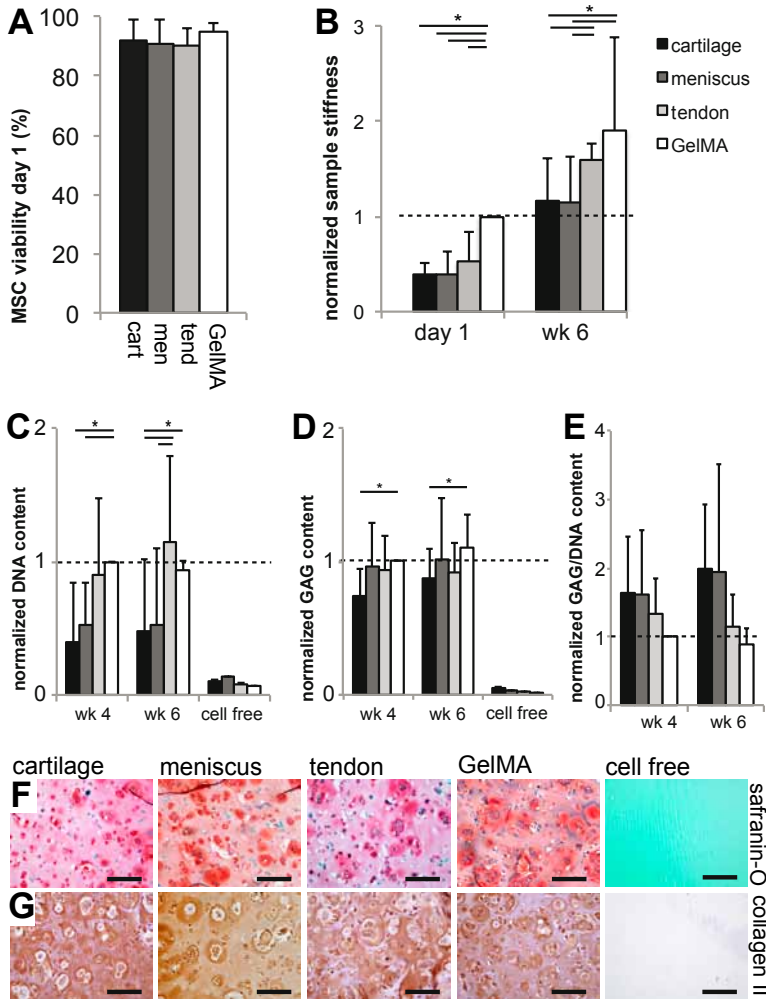 A
MSC viability day 1 (%)
100
80
60
40
20
0
cart
men
tend
GelMA
B
normalized sample stiffness
3
2
1
0
*
*
day 1
wk 6
cartilage
meniscus
tendon
GelMA
C
normalized DNA content
2
1
0
*
*
wk 4
wk 6
cell free
D
normalized GAG content
2
1
0
*
*
wk 4
wk 6
cell free
E
normalized GAG/DNA content
4
3
2
1
0
wk 4
wk 6
cartilage
meniscus
tendon
GelMA
cell free
F
safranin-O
G
collagen II